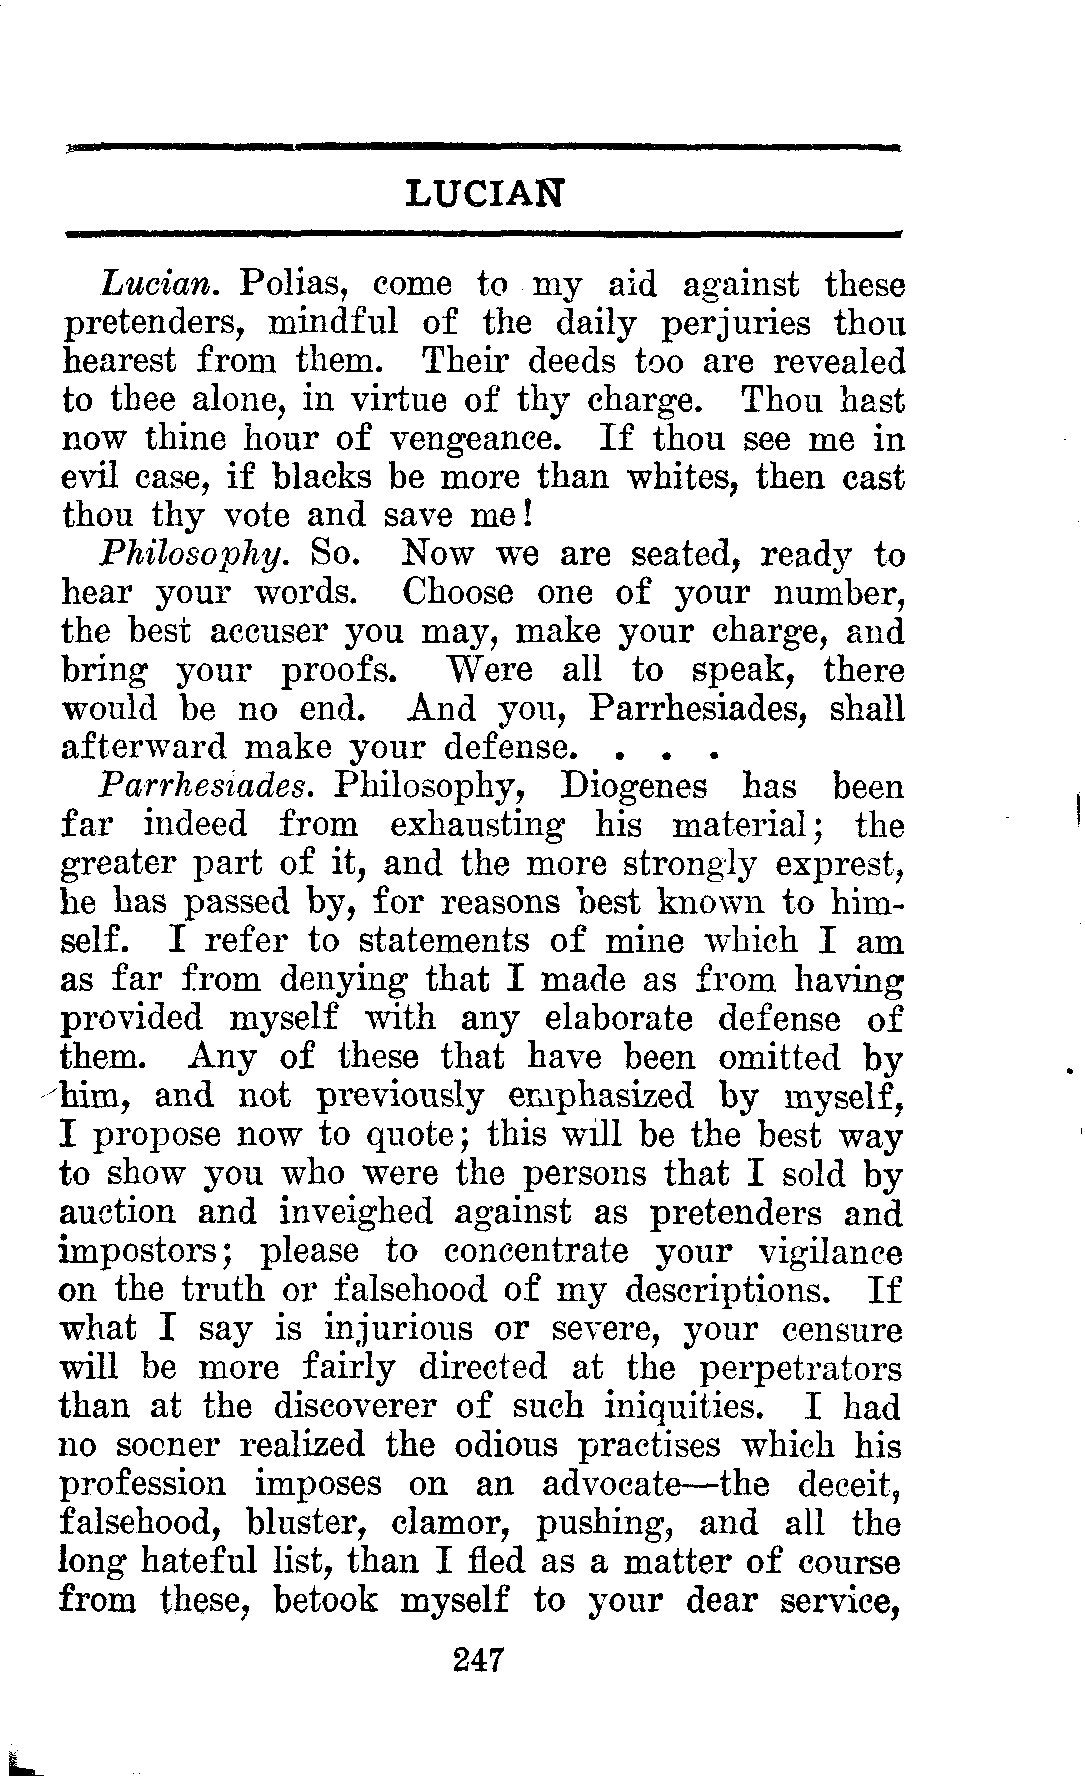 LUCIAN
Lucian. Polias, come to my aid against these
pretenders, mindful of the daily perjuries thou
hearest from them. Their deeds too are revealed
to thee alone, in virtue of thy charge. Thou hast
now thine hour of vengeance. If thou see me in
evil case, if blacks be more than whites, then cast
thou thy vote and save me!
Philosophy. So. Now we are seated, ready to
hear your words. Choose one of your number,
the best accuser you may, make your charge, and
bring your proofs. Were all to speak, there
would be no end. And you, Parrhesiades, shall
afterward make your defense. . . .
Parrhesiades. Philosophy, Diogenes has been
far indeed from exhausting his material; the
greater part of it, and the more strongly exprest,
he has passed by, for reasons best known to him-
self. I refer to statements of mine which I am
as far from denying that I made as from having
provided myself with any elaborate defense of
them. Any of these that have been omitted by
him, and not previously emphasized by myself,
I propose now to quote; this will be the best way
to show you who were the persons that I sold by
auction and inveighed against as pretenders and
impostors; please to concentrate your vigilance
on the truth or falsehood of my descriptions. If
what I say is injurious or severe, your censure
will be more fairly directed at the perpetrators
than at the discoverer of such iniquities. I had
no sooner realized the odious practises which his
profession imposes on an advocate—the deceit,
falsehood, bluster, clamor, pushing, and all the
long hateful list, than I fled as a matter of course
from these, betook myself to your dear service,
247